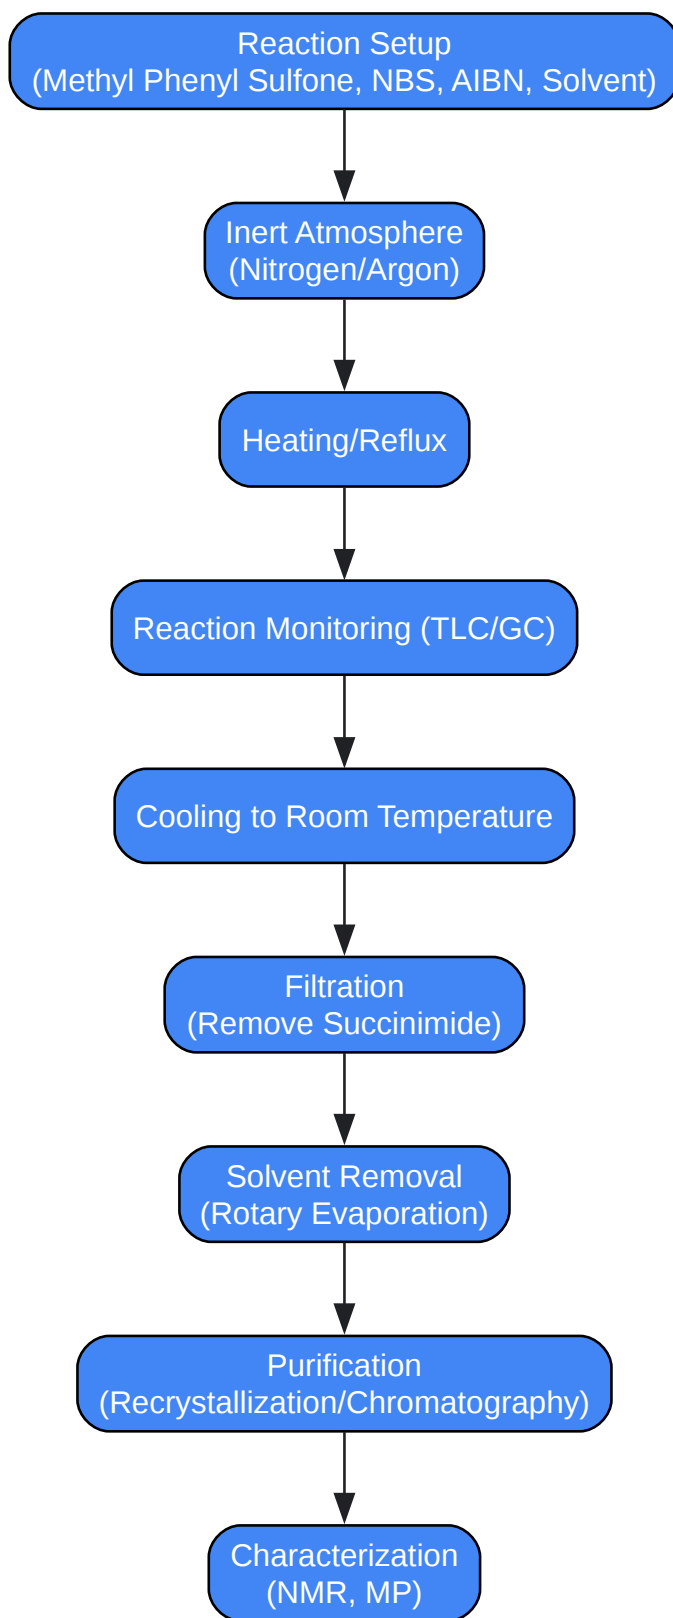 Reaction Setup
(Methyl Phenyl Sulfone, NBS, AIBN, Solvent)
Inert Atmosphere
(Nitrogen/Argon)
Heating/Reflux
Reaction Monitoring (TLC/GC)
Cooling to Room Temperature
Filtration
(Remove Succinimide)
Solvent Removal
(Rotary Evaporation)
Purification
(Recrystallization/Chromatography)
Characterization
(NMR, MP)